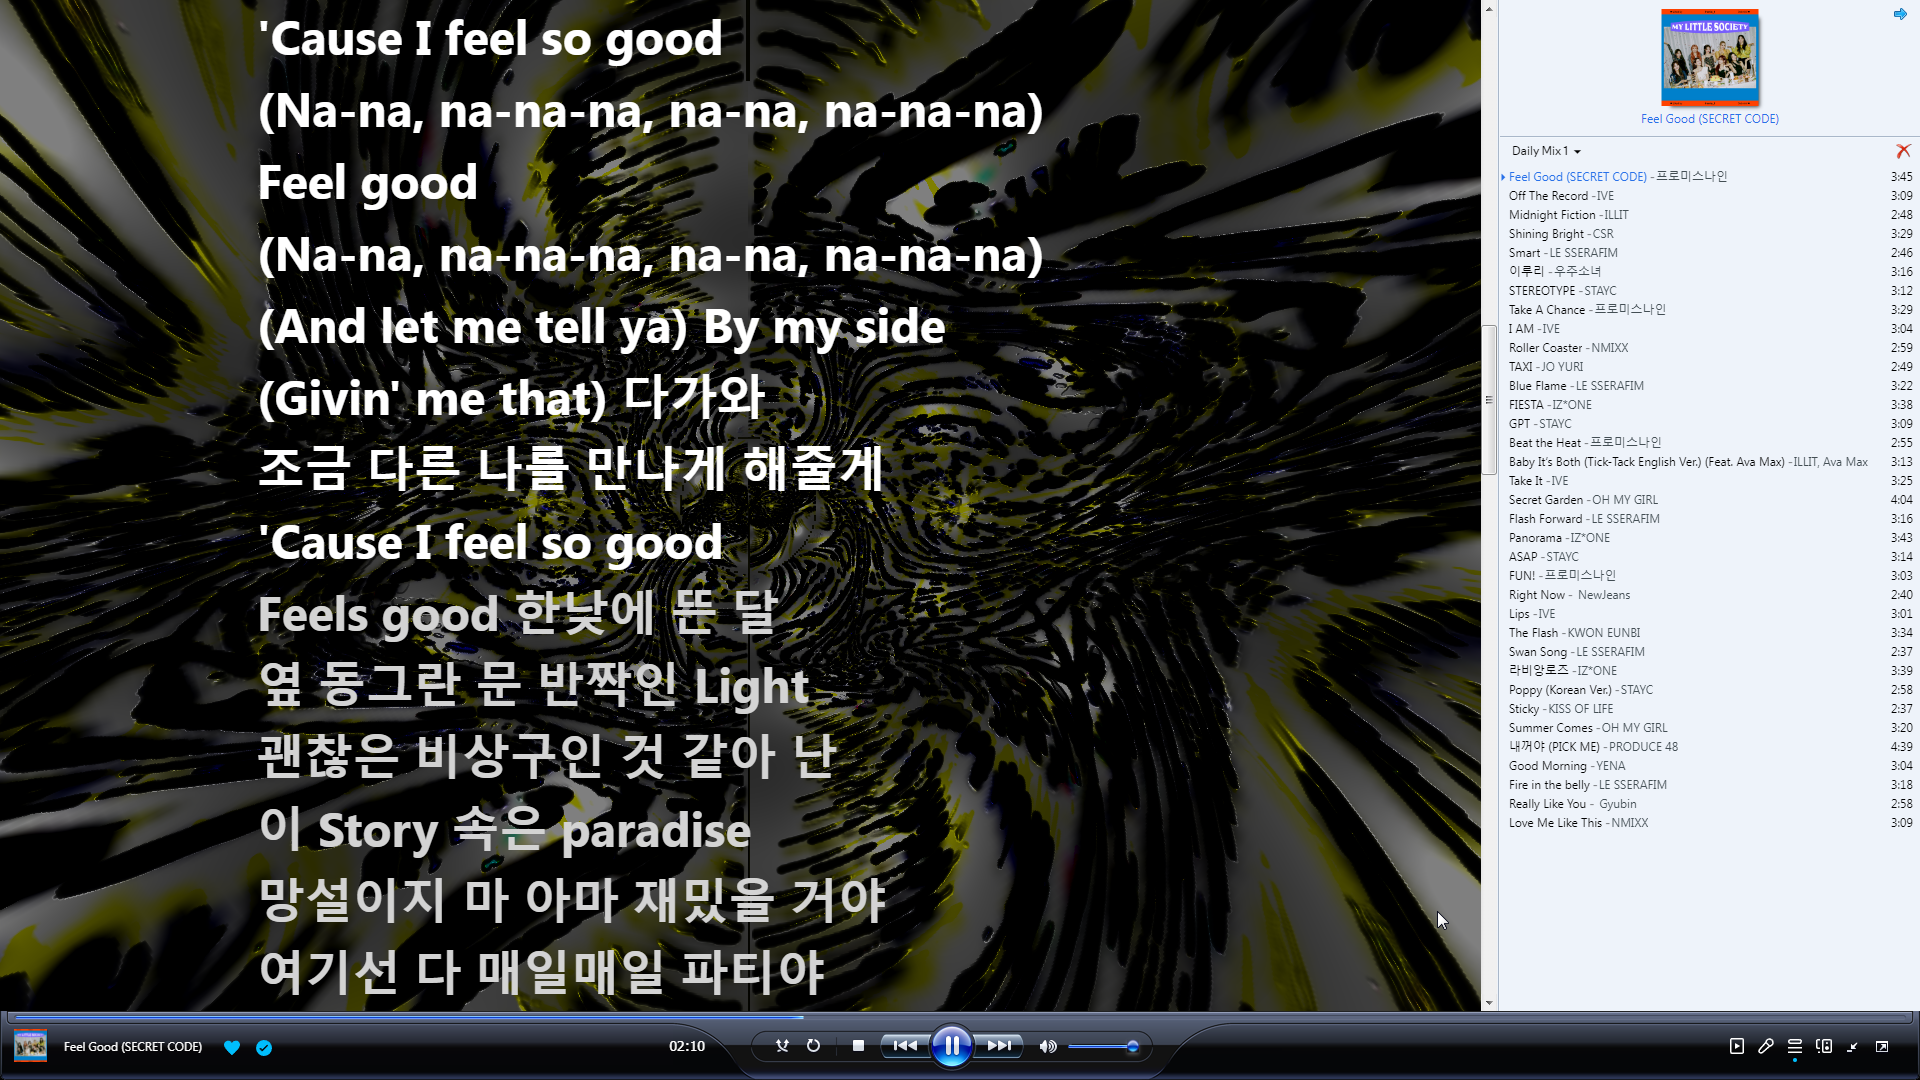 'Cause I feel so good
(Na-na, na-na-na, na-na, na-na-na)
Feel good
(Na-na, na-na-na, na-na, na-na-na)
(And let me tell ya) By my side
(Givin' me that) 다가와
조금 다른 나를 만나게 해줄게
'Cause I feel so good
Feels good 한낮에 뜬 달
옆 동그란 문 반짝인 Light
괜찮은 비상구인 것 같아 난
이 Story 속은 paradise
망설이지 마 아마 재밌을 거야
여기선 다 매일매일 파티야
MY LITTLE SOCIETY
Feel Good (SECRET CODE)
Daily Mix 1
Feel Good (SECRET CODE) - 프로미스나인 3:45
Off The Record - IVE 3:09
Midnight Fiction - ILLIT 2:48
Shining Bright - CSR 3:29
Smart - LE SSERAFIM 2:46
이루리 - 우주소녀 3:16
STEREOTYPE - STAYC 3:12
Take A Chance - 프로미스나인 3:29
I AM - IVE 3:04
Roller Coaster - NMIXX 2:59
TAXI - JO YURI 2:49
Blue Flame - LE SSERAFIM 3:22
FIESTA - IZ*ONE 3:38
GPT - STAYC 3:09
Beat the Heat - 프로미스나인 2:55
Baby It's Both (Tick-Tack English Ver.) (Feat. Ava Max) - ILLIT, Ava Max 3:13
Take It - IVE 3:25
Secret Garden - OH MY GIRL 4:04
Flash Forward - LE SSERAFIM 3:16
Panorama - IZ*ONE 3:43
ASAP - STAYC 3:14
FUN! - 프로미스나인 3:03
Right Now - NewJeans 2:40
Lips - IVE 3:01
The Flash - KWON EUNBI 3:34
Swan Song - LE SSERAFIM 2:37
라비앙로즈 - IZ*ONE 3:39
Poppy (Korean Ver.) - STAYC 2:58
Sticky - KISS OF LIFE 2:37
Summer Comes - OH MY GIRL 3:20
내꺼야 (PICK ME) - PRODUCE 48 4:39
Good Morning - YENA 3:04
Fire in the belly - LE SSERAFIM 3:18
Really Like You - Gyubin 2:58
Love Me Like This - NMIXX 3:09
Feel Good (SECRET CODE)
02:10